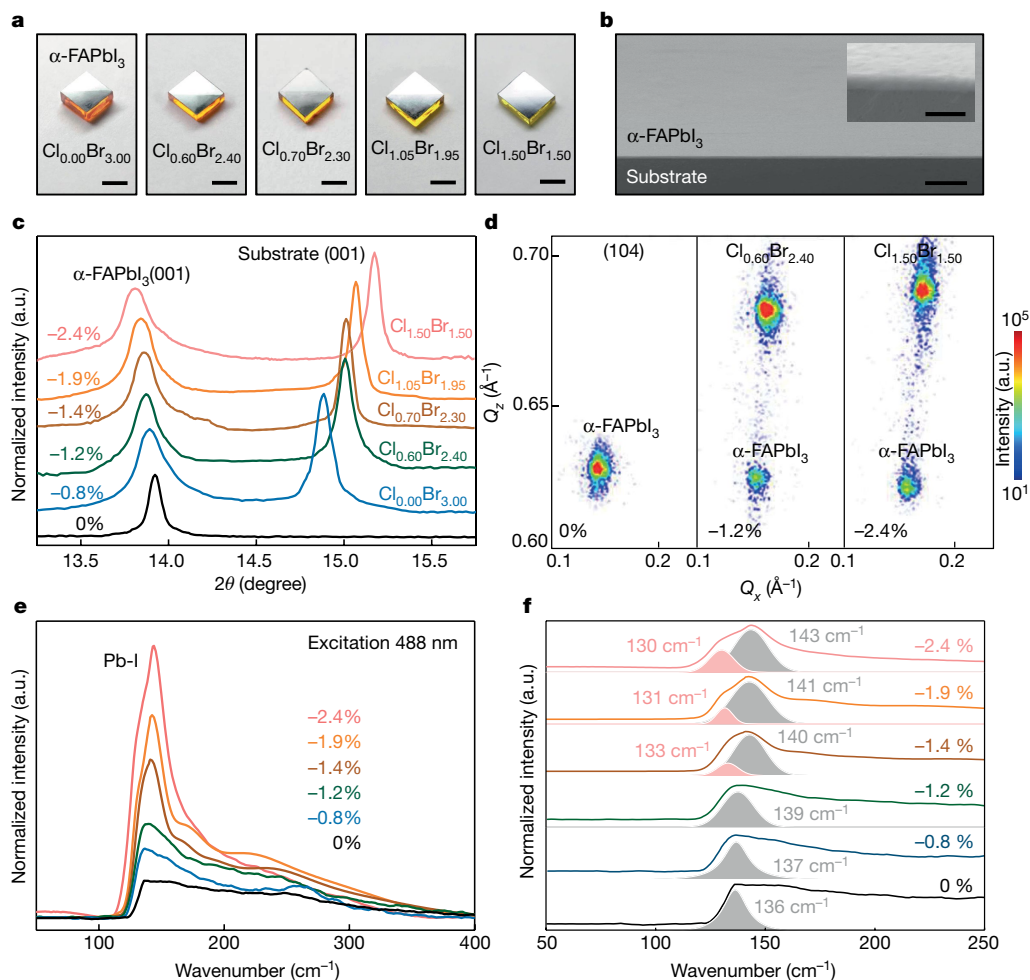 a
α-FAPbI₃
Cl₀.₀₀Br₃.₀₀
Cl₀.₆₀Br₂.₄₀
Cl₀.₇₀Br₂.₃₀
Cl₁.₀₅Br₁.₉₅
Cl₁.₅₀Br₁.₅₀
b
α-FAPbI₃
Substrate
c
Normalized intensity (a.u.)
α-FAPbI₃(001)
Substrate (001)
−2.4%
Cl₁.₅₀Br₁.₅₀
−1.9%
Cl₁.₀₅Br₁.₉₅
−1.4%
Cl₀.₇₀Br₂.₃₀
−1.2%
Cl₀.₆₀Br₂.₄₀
−0.8%
Cl₀.₀₀Br₃.₀₀
0%
13.5 14.0 14.5 15.0 15.5
2θ (degree)
d
Q_z (Å⁻¹)
0.70
0.65
0.60
(104)
α-FAPbI₃
0%
Cl₀.₆₀Br₂.₄₀
α-FAPbI₃
−1.2%
Cl₁.₅₀Br₁.₅₀
α-FAPbI₃
−2.4%
0.1 0.2 0.1 0.2 0.1 0.2
Q_x (Å⁻¹)
10⁵
Intensity (a.u.)
10¹
e
Normalized intensity (a.u.)
Pb-I
Excitation 488 nm
−2.4%
−1.9%
−1.4%
−1.2%
−0.8%
0%
100 200 300 400
Wavenumber (cm⁻¹)
f
Normalized intensity (a.u.)
130 cm⁻¹
143 cm⁻¹
−2.4 %
131 cm⁻¹
141 cm⁻¹
−1.9 %
133 cm⁻¹
140 cm⁻¹
−1.4 %
139 cm⁻¹
−1.2 %
137 cm⁻¹
−0.8 %
136 cm⁻¹
0 %
50 100 150 200 250
Wavenumber (cm⁻¹)